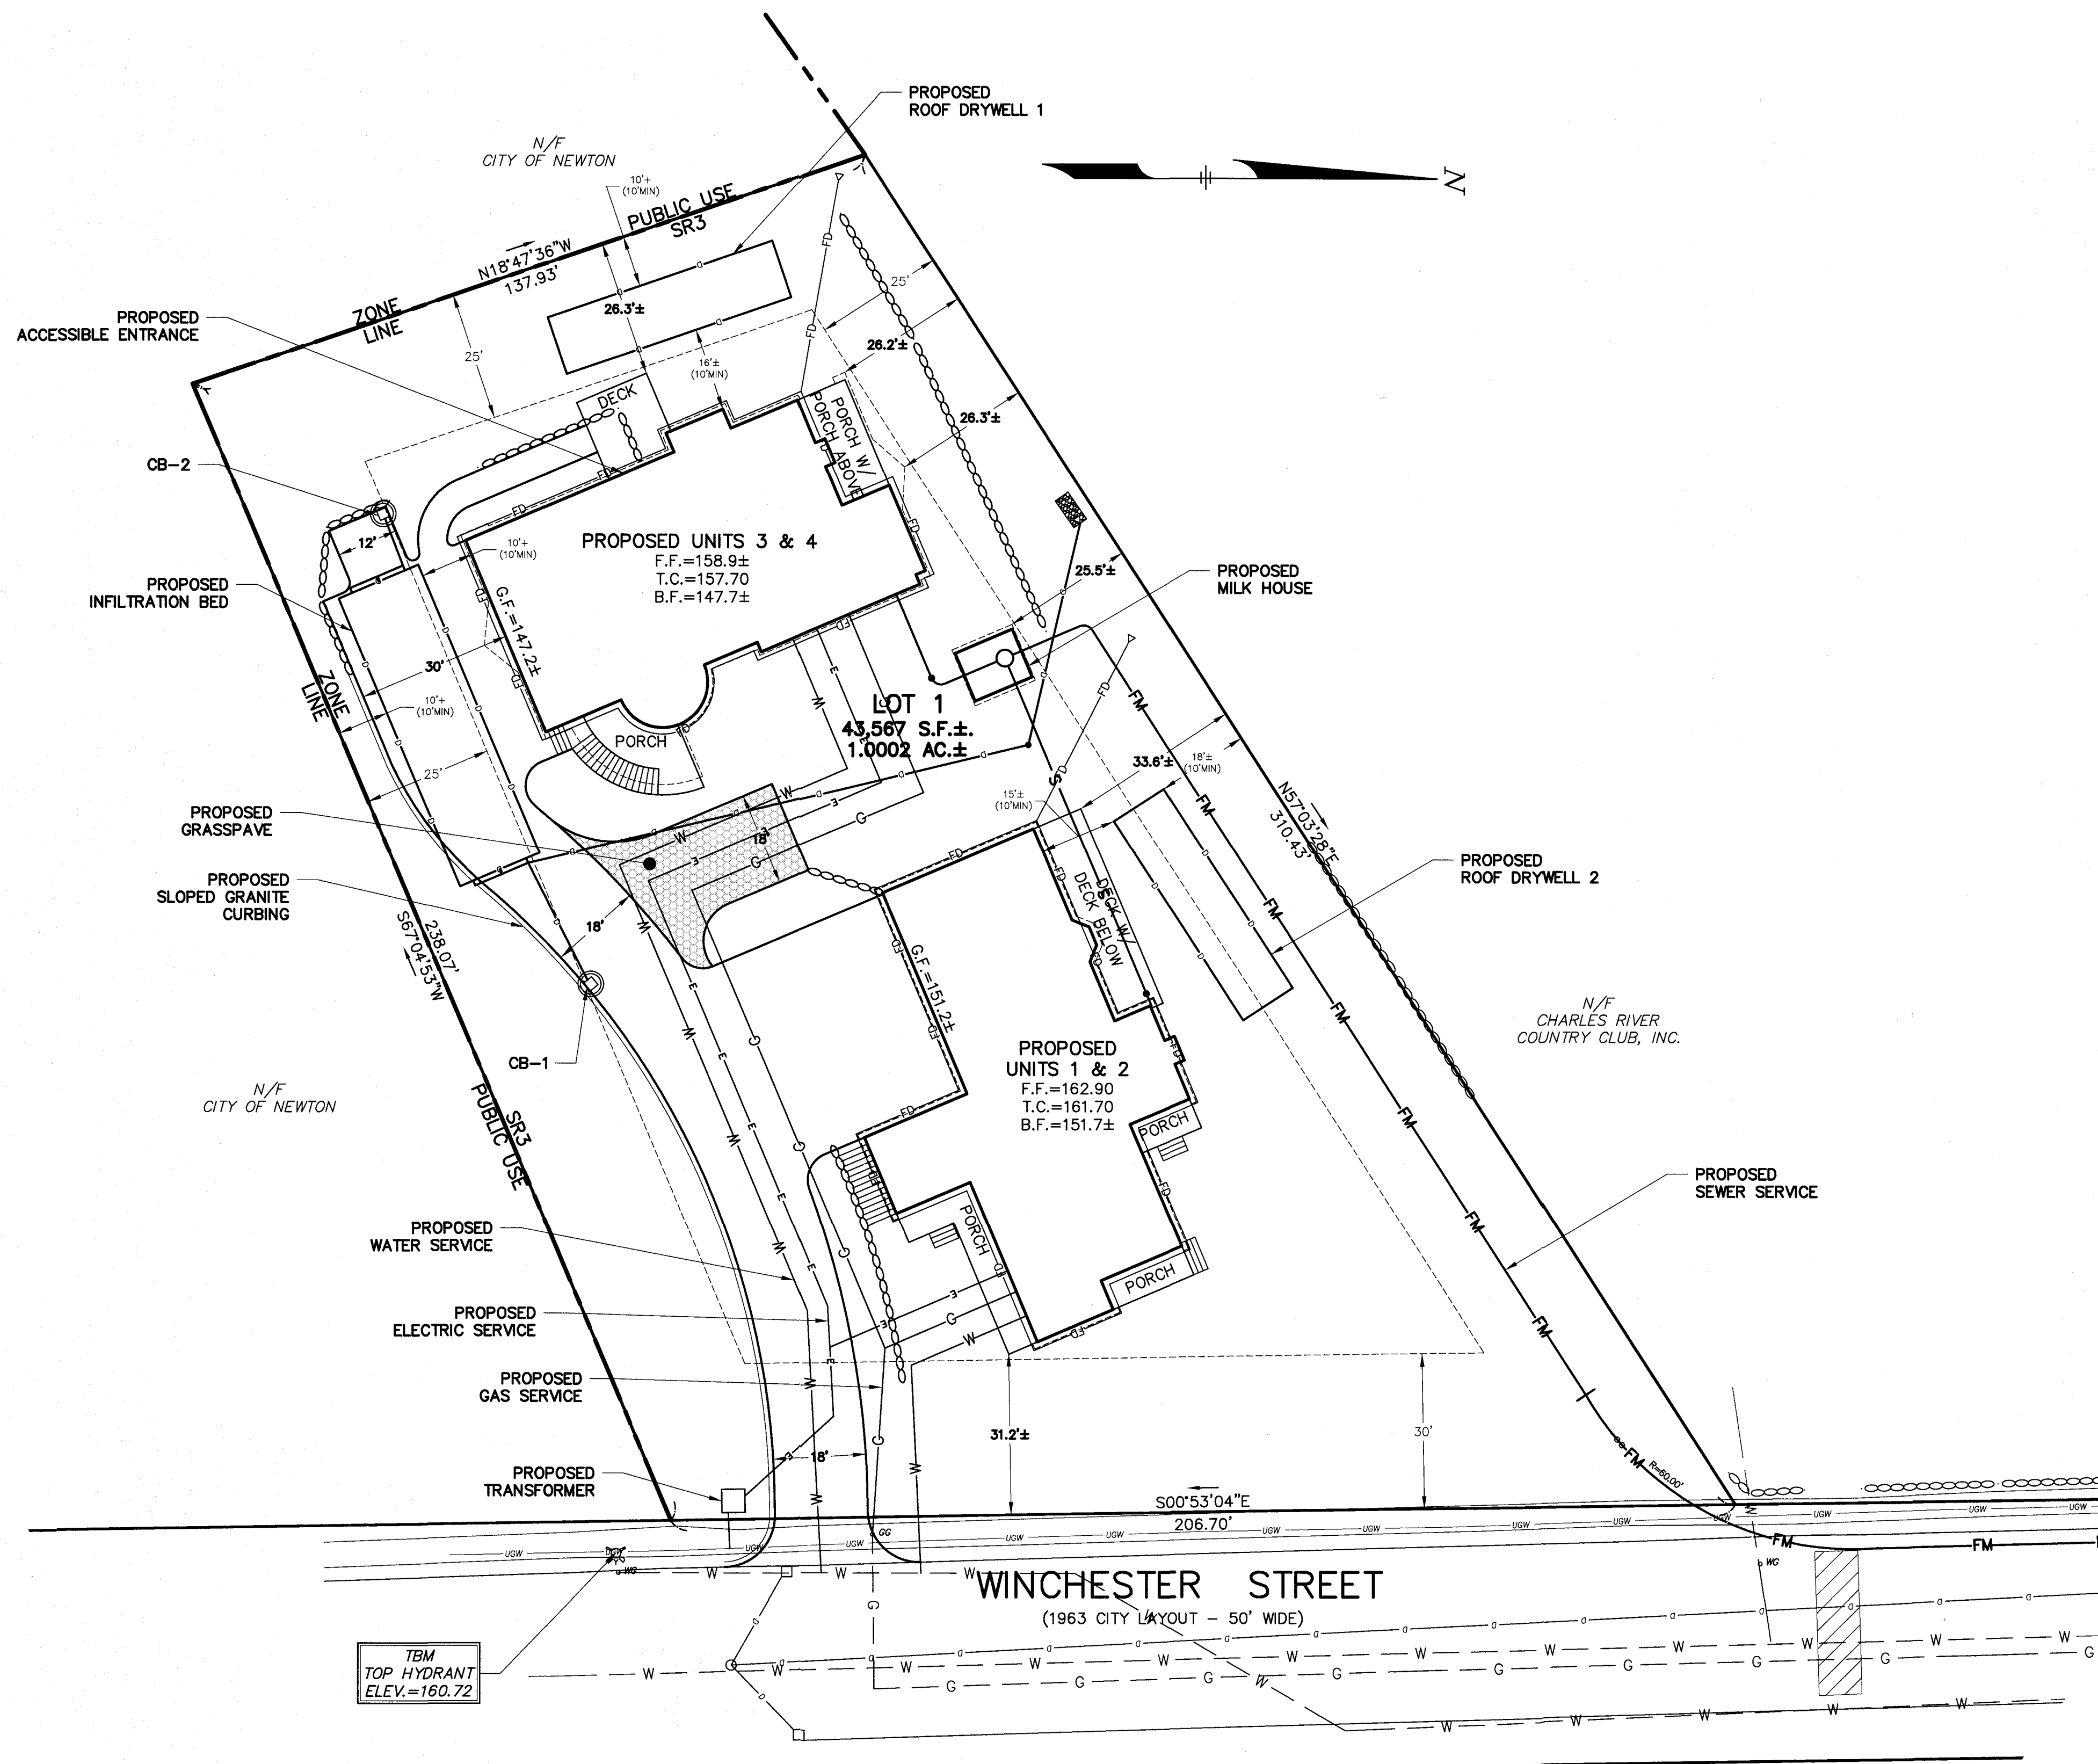 PROPOSED
ROOF DRYWELL 1
N/F
CITY OF NEWTON
10'+
(10'MIN)
PUBLIC USE
SR3
N
N18°47'36"W
137.93'
ZONE
LINE
26.3'±
25'
25'
PROPOSED
ACCESSIBLE ENTRANCE
16'±
(10'MIN)
26.2'±
DECK
PORCH W/
PORCH ABOVE
26.3'±
CB-2
12'
10'+
(10'MIN)
PROPOSED UNITS 3 & 4
F.F.=158.9±
T.C.=157.70
B.F.=147.7±
25.5'±
PROPOSED
MILK HOUSE
PROPOSED
INFILTRATION BED
G.F.=147.2±
30'
ZONE
LINE
10'+
(10'MIN)
LOT 1
43,567 S.F.±.
1.0002 AC.±
PORCH
25'
33.6'±
18'±
(10'MIN)
15'±
(10'MIN)
N57°03'28"E
310.43'
PROPOSED
GRASSPAVE
18'
PROPOSED
ROOF DRYWELL 2
PROPOSED
SLOPED GRANITE
CURBING
18'
DECK W/
DECK BELOW
238.07'
S67°04'53"W
G.F.=151.2±
N/F
CHARLES RIVER
COUNTRY CLUB, INC.
CB-1
PROPOSED
UNITS 1 & 2
F.F.=162.90
T.C.=161.70
B.F.=151.7±
N/F
CITY OF NEWTON
SR3
PUBLIC USE
PORCH
PROPOSED
SEWER SERVICE
PROPOSED
WATER SERVICE
PORCH
PORCH
PROPOSED
ELECTRIC SERVICE
PROPOSED
GAS SERVICE
31.2'±
30'
18'
PROPOSED
TRANSFORMER
R=60.00'
S00°53'04"E
206.70'
GG
WG
WG
WINCHESTER STREET
(1963 CITY LAYOUT - 50' WIDE)
TBM
TOP HYDRANT
ELEV.=160.72